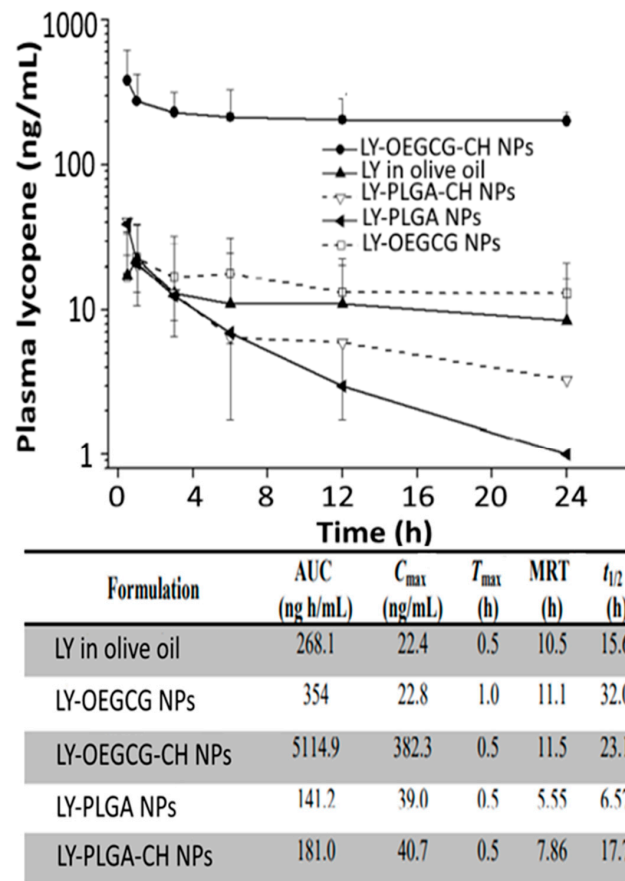 Plasma lycopene (ng/mL)
1000
100
10
1
LY-OEGCG-CH NPs
LY in olive oil
LY-PLGA-CH NPs
LY-PLGA NPs
LY-OEGCG NPs
0 4 8 12 16 20 24
Time (h)
Formulation AUC (ng h/mL) Cmax (ng/mL) Tmax (h) MRT (h) t1/2 (h)
LY in olive oil 268.1 22.4 0.5 10.5
LY-OEGCG NPs 354 22.8 1.0 11.1
LY-OEGCG-CH NPs 5114.9 382.3 0.5 11.5
LY-PLGA NPs 141.2 39.0 0.5 5.55
LY-PLGA-CH NPs 181.0 40.7 0.5 7.86